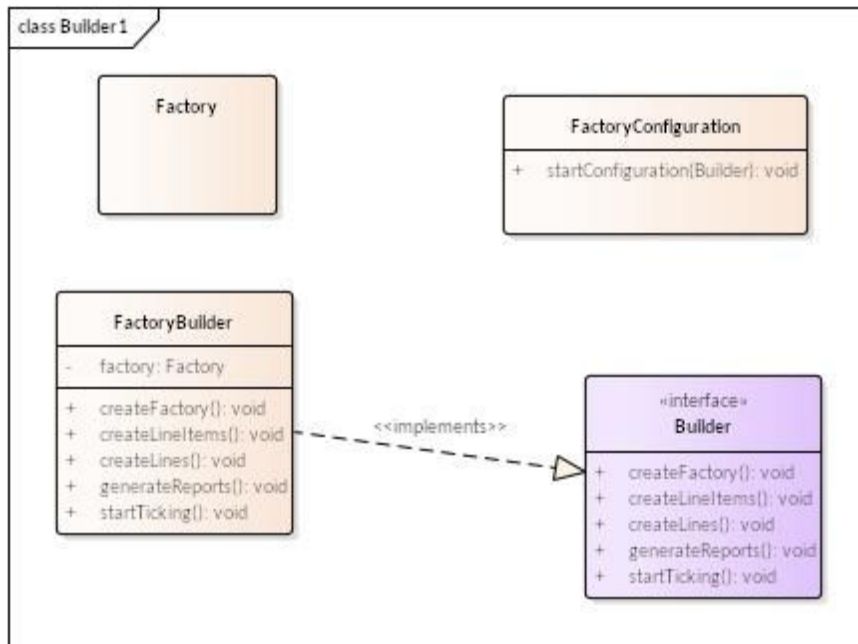 class Builder1
Factory
FactoryConfiguration
+ startConfiguration(Builder): void
FactoryBuilder
- factory: Factory
+ createFactory(): void
+ createLineItems(): void
+ createLines(): void
+ generateReports(): void
+ startTicking(): void
<<implements>>
«interface»
Builder
+ createFactory(): void
+ createLineItems(): void
+ createLines(): void
+ generateReports(): void
+ startTicking(): void